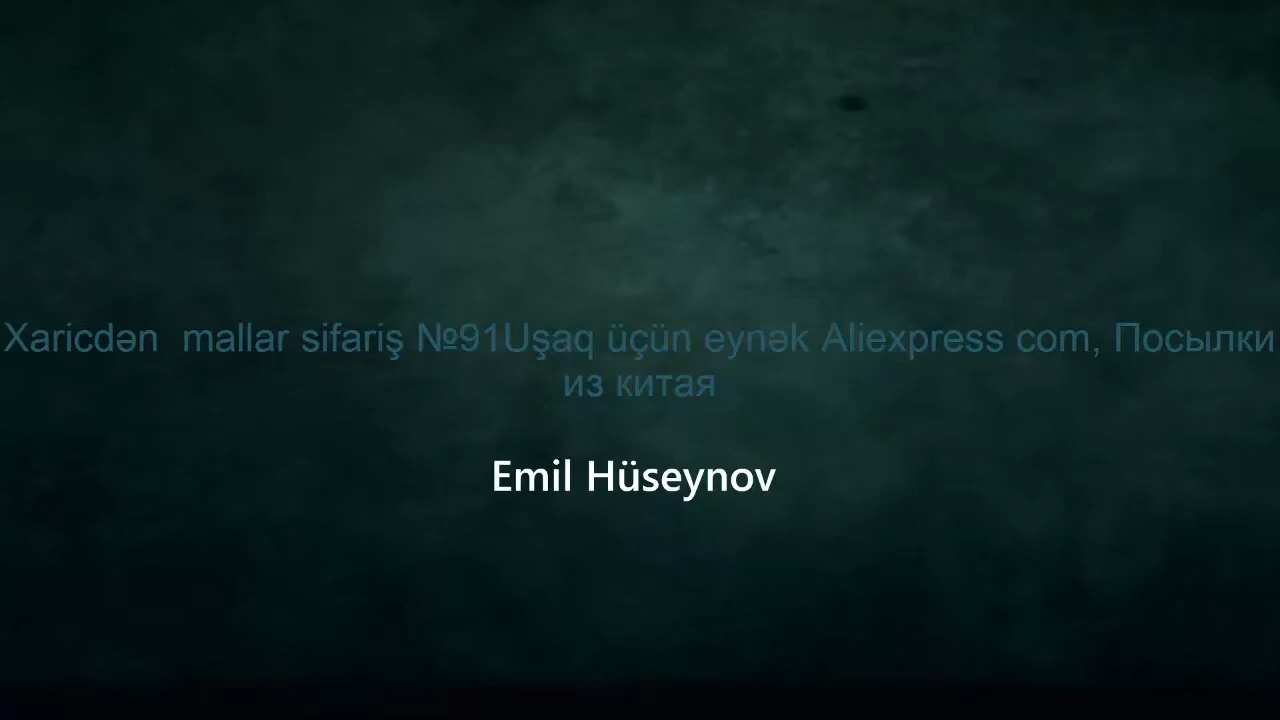 Xaricdən  mallar sifariş №91Uşaq üçün eynək Aliexpress com, Посылки
из китая
Emil Hüseynov